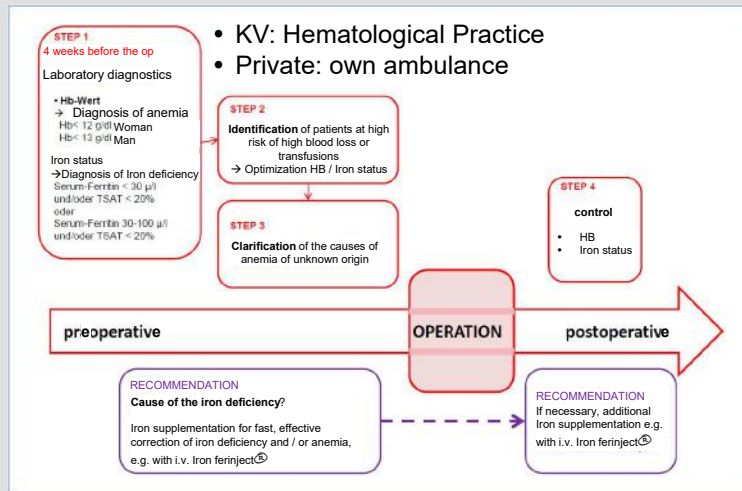 • KV: Hematological Practice
• Private: own ambulance
STEP 1
4 weeks before the op
Laboratory diagnostics
• Hb-Wert
→ Diagnosis of anemia
Hb< 12 g/dl Woman
Hb< 13 g/dl Man
Iron status
→Diagnosis of Iron deficiency
Serum-Ferritin < 30 µ/l
und/oder TSAT < 20%
oder
Serum-Ferritin 30-100 µ/l
und/oder TSAT < 20%
STEP 2
Identification of patients at high
risk of high blood loss or
transfusions
→ Optimization HB / Iron status
STEP 3
Clarification of the causes of
anemia of unknown origin
STEP 4
control
• HB
• Iron status
preoperative
OPERATION
postoperative
RECOMMENDATION
Cause of the iron deficiency?
Iron supplementation for fast, effective
correction of iron deficiency and / or anemia,
e.g. with i.v. Iron ferinject®
RECOMMENDATION
If necessary, additional
Iron supplementation e.g.
with i.v. Iron ferinject®